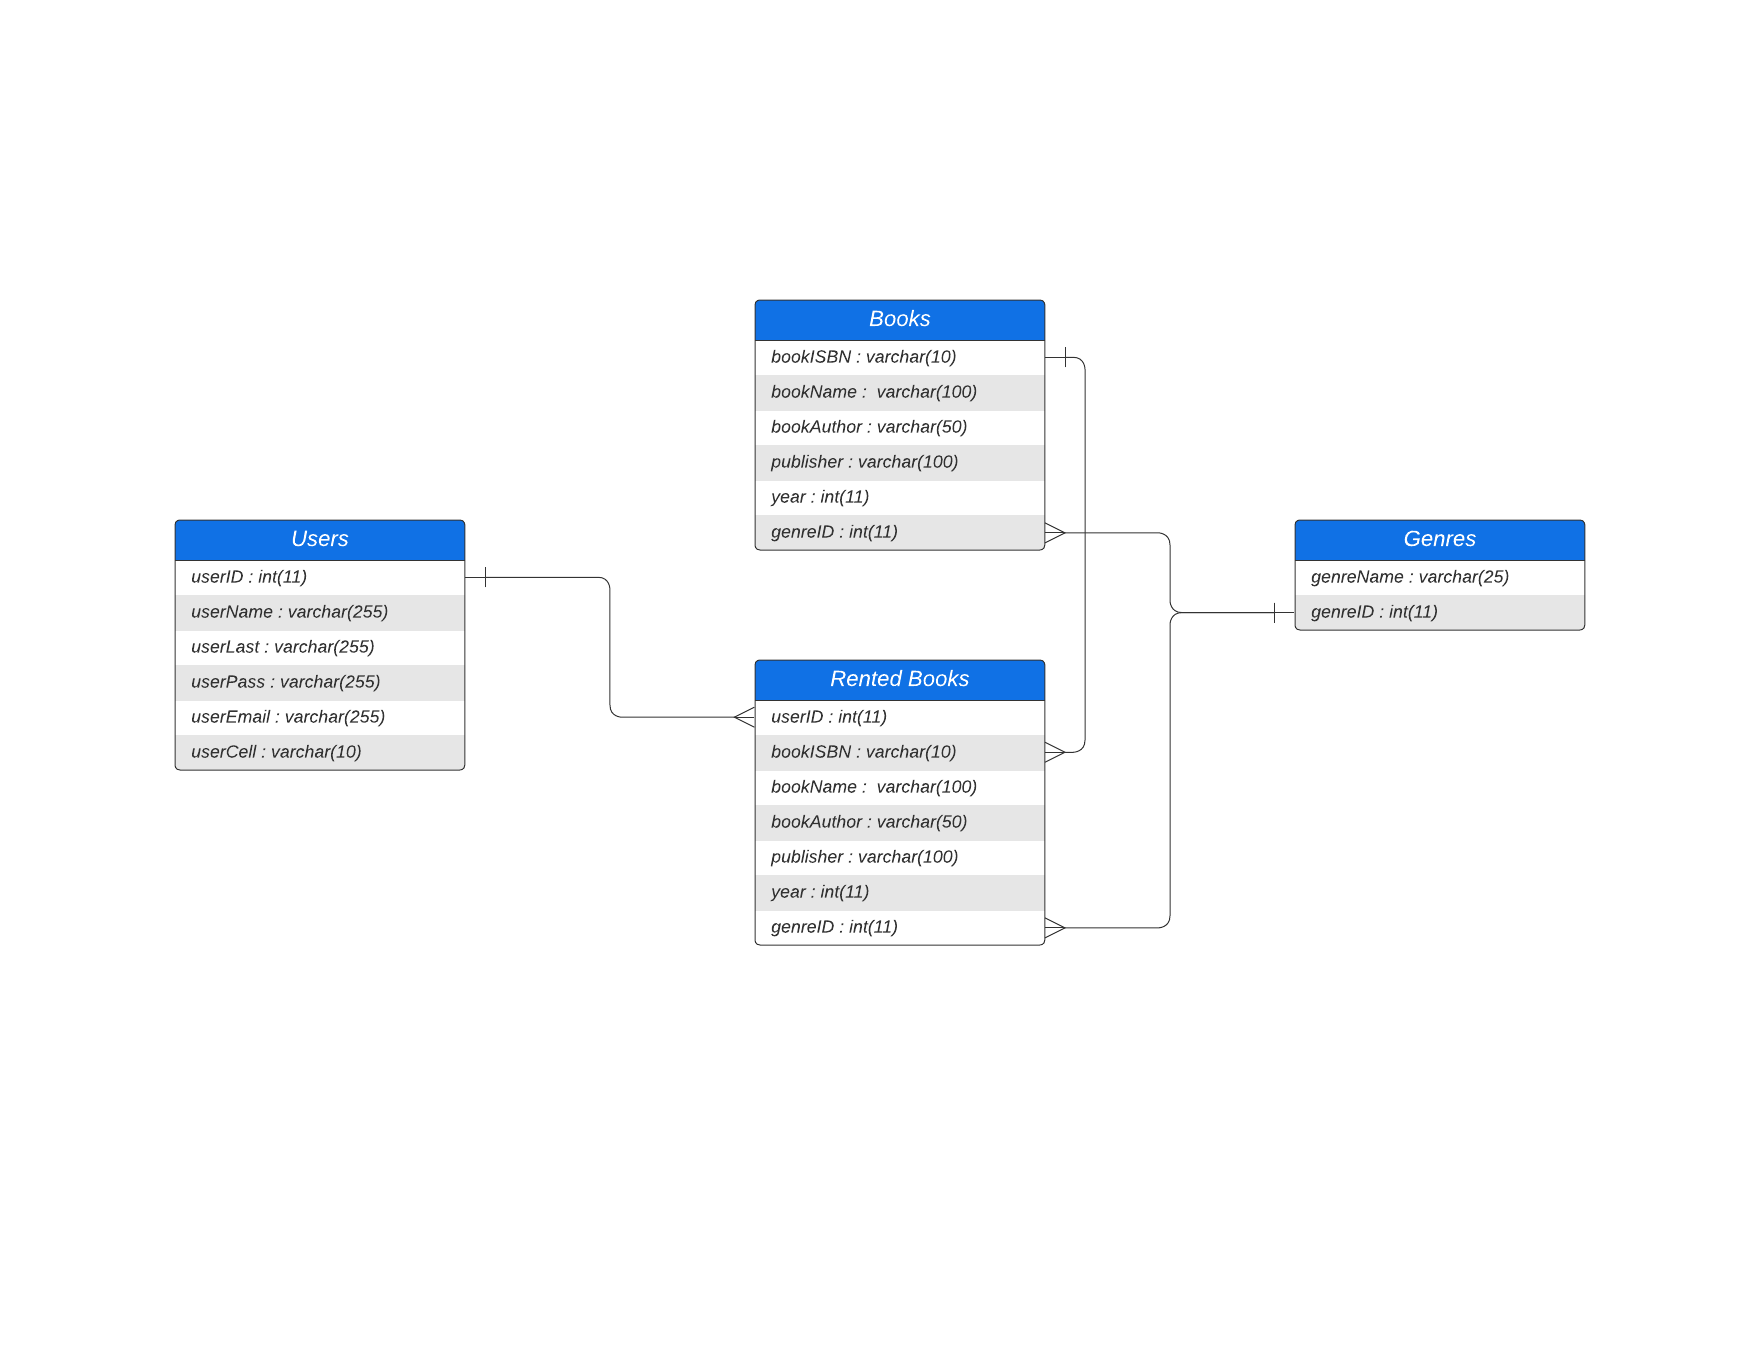 Books
bookISBN : varchar(10)
bookName :  varchar(100)
bookAuthor : varchar(50)
publisher : varchar(100)
year : int(11)
genreID : int(11)
Users
userID : int(11)
userName : varchar(255)
userLast : varchar(255)
userPass : varchar(255)
userEmail : varchar(255)
userCell : varchar(10)
Genres
genreName : varchar(25)
genreID : int(11)
Rented Books
userID : int(11)
bookISBN : varchar(10)
bookName :  varchar(100)
bookAuthor : varchar(50)
publisher : varchar(100)
year : int(11)
genreID : int(11)